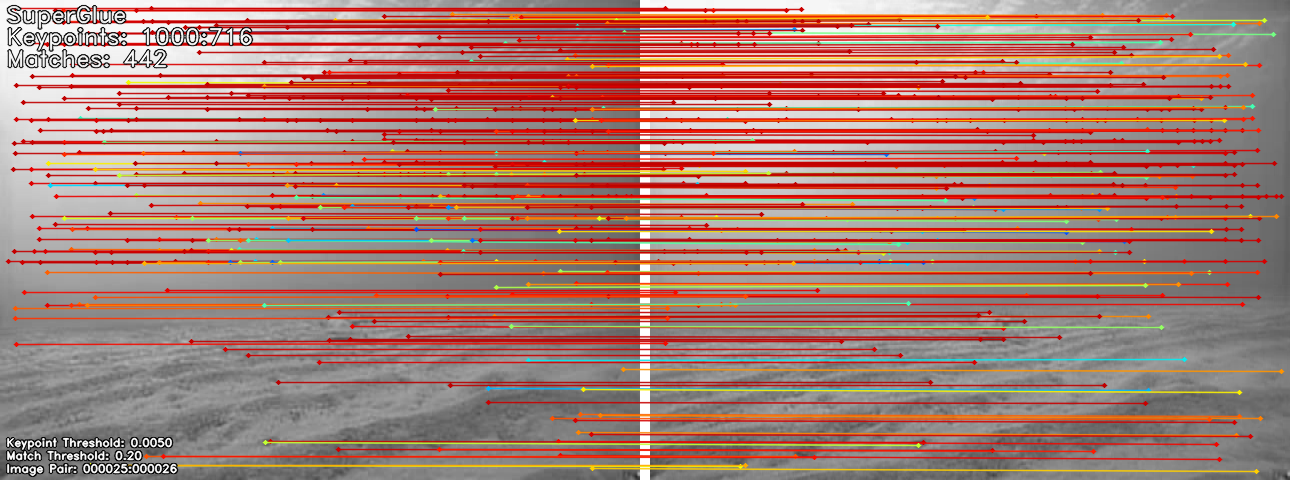 SuperGlue
Keypoints: 1000:716
Matches: 442
Keypoint Threshold: 0.0050
Match Threshold: 0.20
Image Pair: 000025:000026